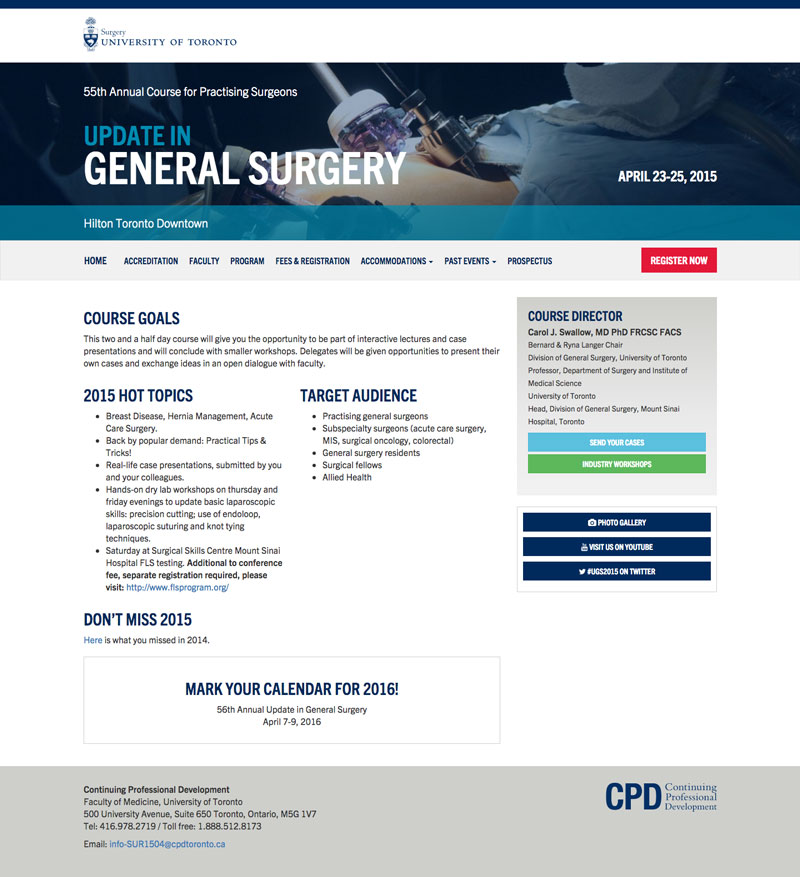 Surgery
UNIVERSITY OF TORONTO
55th Annual Course for Practising Surgeons
UPDATE IN
GENERAL SURGERY
APRIL 23-25, 2015
Hilton Toronto Downtown
HOME ACCREDITATION FACULTY PROGRAM FEES & REGISTRATION ACCOMMODATIONS PAST EVENTS PROSPECTUS REGISTER NOW
COURSE GOALS
This two and a half day course will give you the opportunity to be part of interactive lectures and case
presentations and will conclude with smaller workshops. Delegates will be given opportunities to present their
own cases and exchange ideas in an open dialogue with faculty.
2015 HOT TOPICS
• Breast Disease, Hernia Management, Acute
Care Surgery.
• Back by popular demand: Practical Tips &
Tricks!
• Real-life case presentations, submitted by you
and your colleagues.
• Hands-on dry lab workshops on thursday and
friday evenings to update basic laparoscopic
skills: precision cutting; use of endoloop,
laparoscopic suturing and knot tying
techniques.
• Saturday at Surgical Skills Centre Mount Sinai
Hospital FLS testing. Additional to conference
fee, separate registration required, please
visit: http://www.flsprogram.org/
TARGET AUDIENCE
• Practising general surgeons
• Subspecialty surgeons (acute care surgery,
MIS, surgical oncology, colorectal)
• General surgery residents
• Surgical fellows
• Allied Health
DON'T MISS 2015
Here is what you missed in 2014.
MARK YOUR CALENDAR FOR 2016!
56th Annual Update in General Surgery
April 7-9, 2016
COURSE DIRECTOR
Carol J. Swallow, MD PhD FRCSC FACS
Bernard & Ryna Langer Chair
Division of General Surgery, University of Toronto
Professor, Department of Surgery and Institute of
Medical Science
University of Toronto
Head, Division of General Surgery, Mount Sinai
Hospital, Toronto
SEND YOUR CASES
INDUSTRY WORKSHOPS
PHOTO GALLERY
VISIT US ON YOUTUBE
#UGS2015 ON TWITTER
Continuing Professional Development
Faculty of Medicine, University of Toronto
500 University Avenue, Suite 650 Toronto, Ontario, M5G 1V7
Tel: 416.978.2719 / Toll free: 1.888.512.8173
Email: info-SUR1504@cpdtoronto.ca
CPD Continuing
Professional
Development